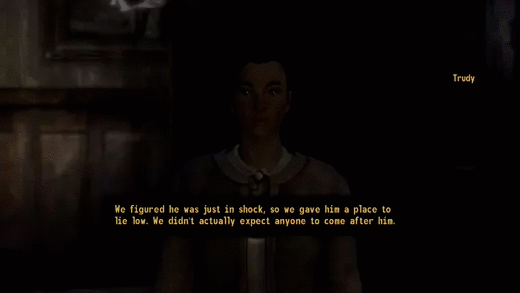 Trudy
We figured he was just in shock, so we gave him a place to
lie low. We didn't actually expect anyone to come after him.